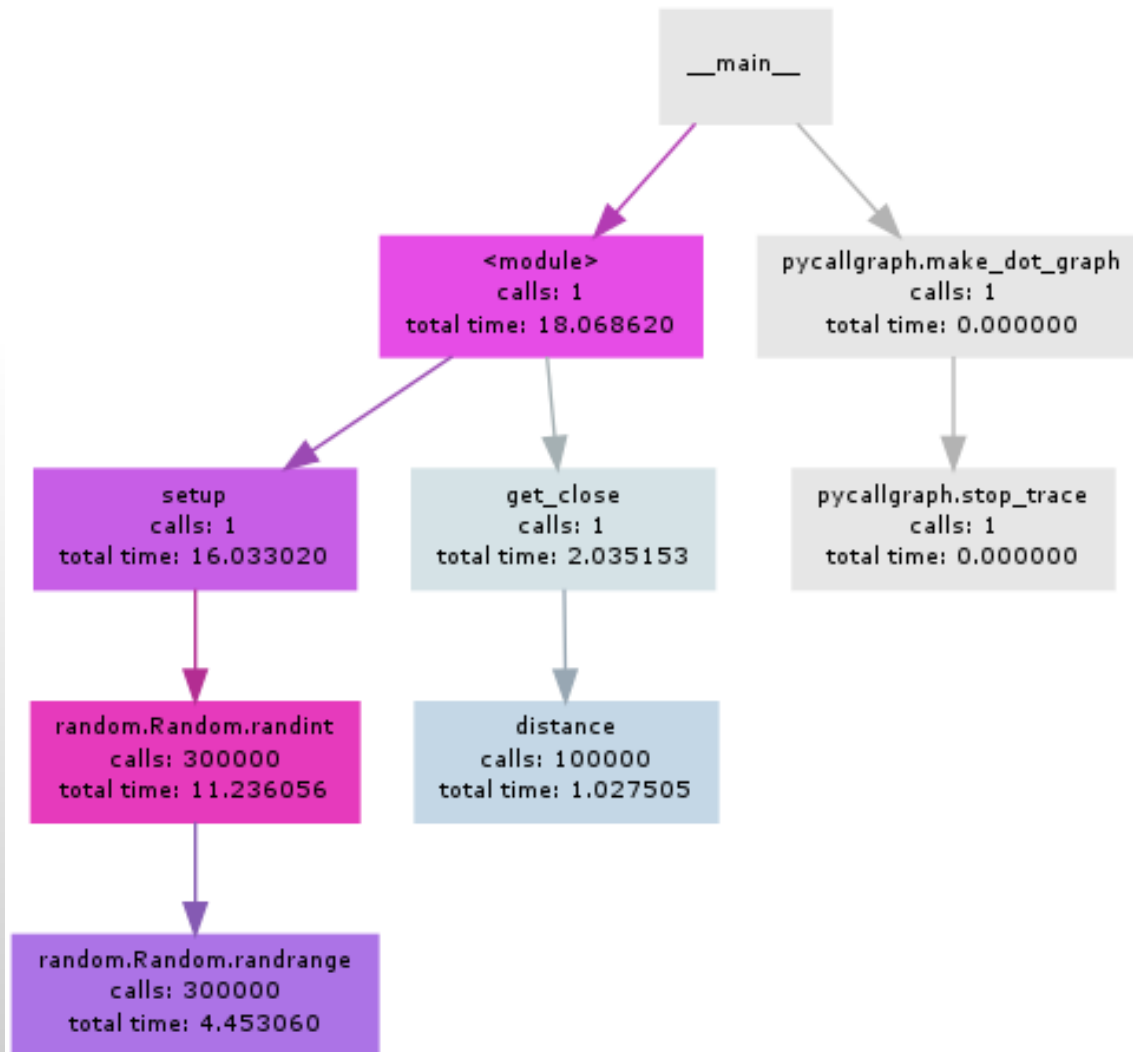 __main__
<module>
calls: 1
total time: 18.068620
pycallgraph.make_dot_graph
calls: 1
total time: 0.000000
setup
calls: 1
total time: 16.033020
get_close
calls: 1
total time: 2.035153
pycallgraph.stop_trace
calls: 1
total time: 0.000000
random.Random.randint
calls: 300000
total time: 11.236056
distance
calls: 100000
total time: 1.027505
random.Random.randrange
calls: 300000
total time: 4.453060